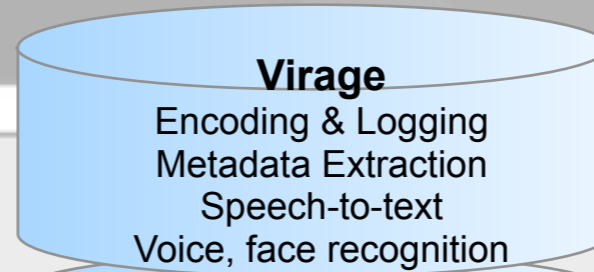 Virage
Encoding & Logging
Metadata Extraction
Speech-to-text
Voice, face recognition